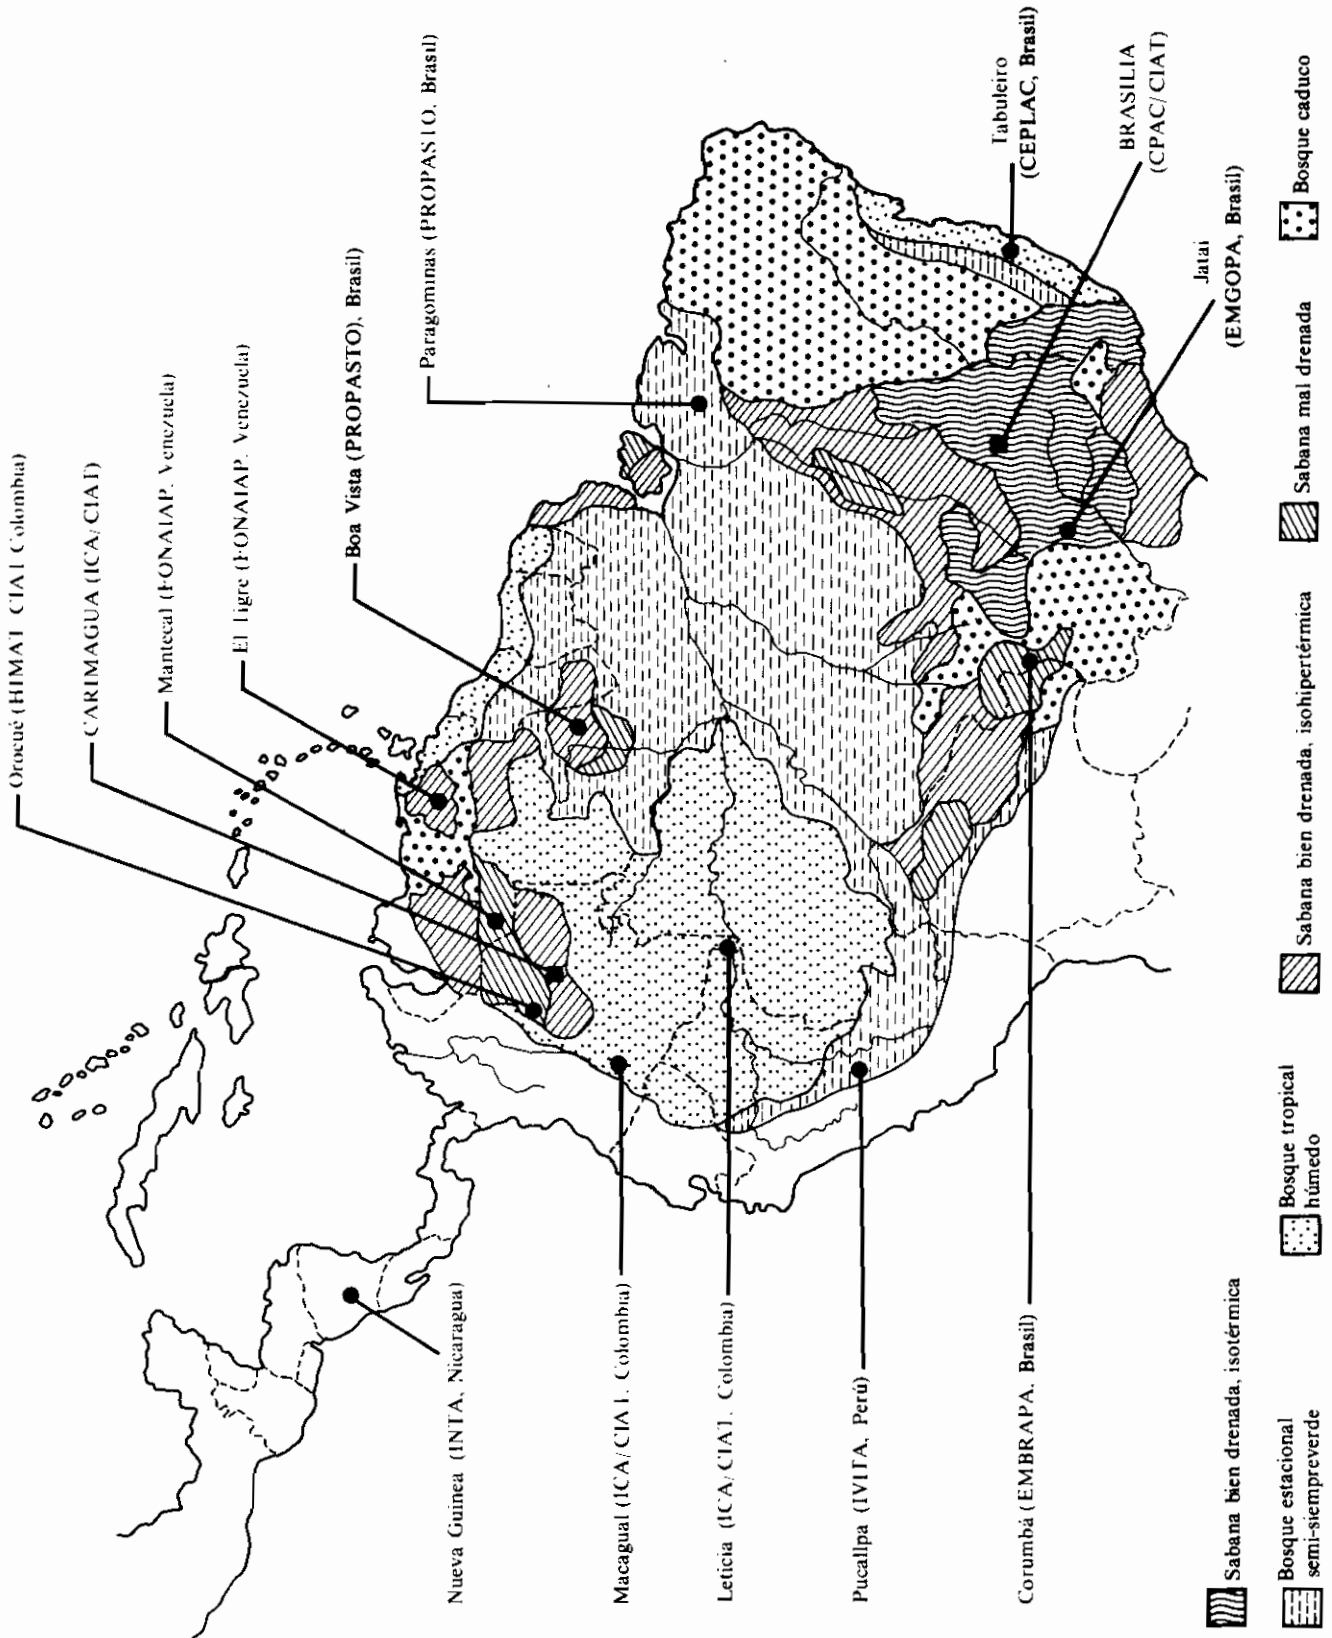 Orocué (HIMAT CIAT Colombia)
CARIMAGUA (ICA/CIAT)
Mantecal (FONAIAP. Venezuela)
El Tigre (FONAIAP. Venezuela)
Boa Vista (PROPASTO), Brasil)
Paragominas (PROPASTO. Brasil)
Tabuleiro
(CEPLAC, Brasil)
BRASILIA
(CPAC/CIAT)
Jatai
(EMGOPA, Brasil)
Nueva Guinea (INTA, Nicaragua)
Macagual (ICA/CIAT. Colombia)
Leticia (ICA/CIAT. Colombia)
Pucallpa (IVITA, Perú)
Corumbá (EMBRAPA. Brasil)
Sabana bien drenada, isotérmica
Bosque estacional
semi-siempreverde
Bosque tropical
húmedo
Sabana bien drenada, isohipertérmica
Sabana mal drenada
Bosque caduco